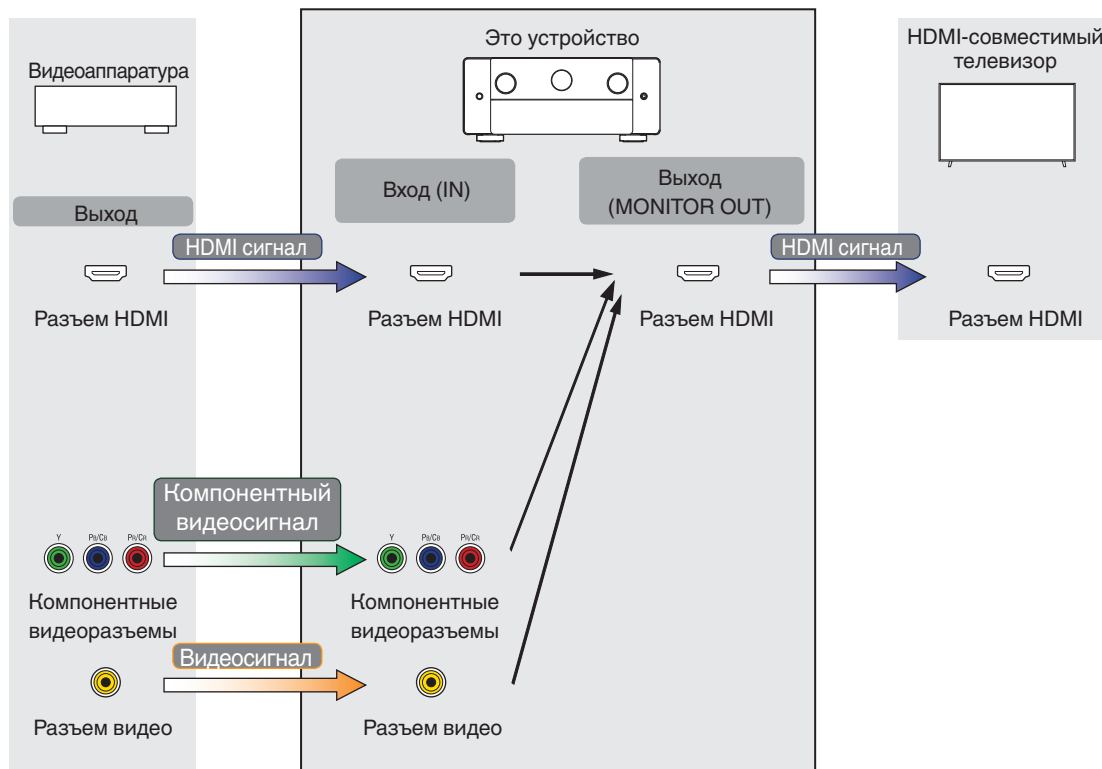 Видеоаппаратура
Это устройство
HDMI-совместимый
телевизор
Выход
Вход (IN)
Выход
(MONITOR OUT)
HDMI сигнал
HDMI сигнал
Разъем HDMI
Разъем HDMI
Разъем HDMI
Разъем HDMI
Компонентный
видеосигнал
Y
PB/CB
PR/CR
Y
PB/CB
PR/CR
Компонентные
видеоразъемы
Компонентные
видеоразъемы
Видеосигнал
Разъем видео
Разъем видео